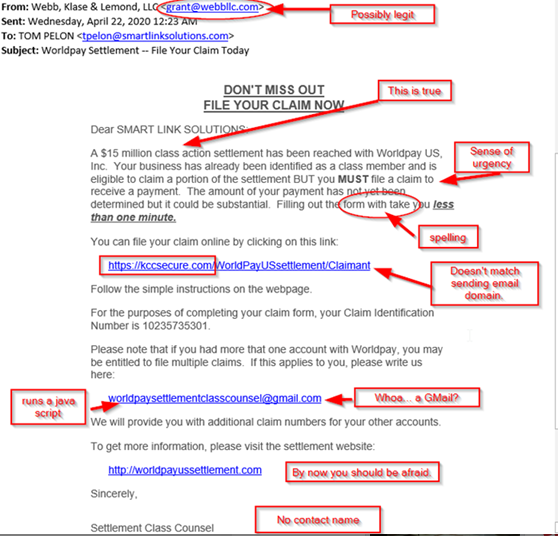 From: Webb, Klase & Lemond, LLC <grant@webbllc.com>
Possibly legit
Sent: Wednesday, April 22, 2020 12:23 AM
To: TOM PELON <tpelon@smartlinksolutions.com>
Subject: Worldpay Settlement -- File Your Claim Today
DON'T MISS OUT
This is true
FILE YOUR CLAIM NOW
Dear SMART LINK SOLUTIONS:
A $15 million class action settlement has been reached with Worldpay US,
Inc. Your business has already been identified as a class member and is
eligible to claim a portion of the settlement BUT you MUST file a claim to
receive a payment. The amount of your payment has not yet been
determined but it could be substantial. Filling out the form with take you less
than one minute.
Sense of
urgency
spelling
You can file your claim online by clicking on this link:
https://kccsecure.com/WorldPayUSsettlement/Claimant
Doesn't match
sending email
domain.
Follow the simple instructions on the webpage.
For the purposes of completing your claim form, your Claim Identification
Number is 10235735301.
Please note that if you had more that one account with Worldpay, you may
be entitled to file multiple claims. If this applies to you, please write us
here:
runs a java
script
worldpaysettlementclasscounsel@gmail.com
Whoa... a GMail?
We will provide you with additional claim numbers for your other accounts.
To get more information, please visit the settlement website:
http://worldpayussettlement.com
By now you should be afraid.
Sincerely,
No contact name
Settlement Class Counsel